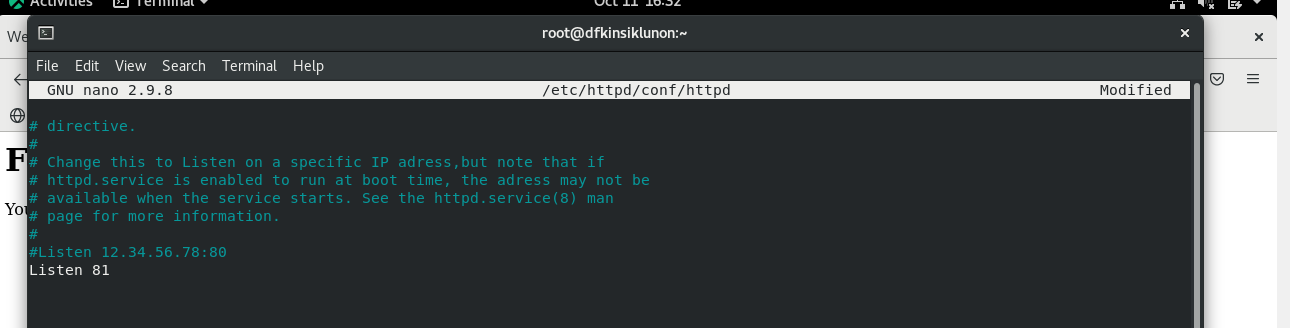 Activities Terminal Oct 11 16:32
We root@dfkinsiklunon:~
File Edit View Search Terminal Help
GNU nano 2.9.8 /etc/httpd/conf/httpd Modified
# directive.
#
# Change this to Listen on a specific IP adress,but note that if
# httpd.service is enabled to run at boot time, the adress may not be
# available when the service starts. See the httpd.service(8) man
# page for more information.
#
#Listen 12.34.56.78:80
Listen 81
F
You